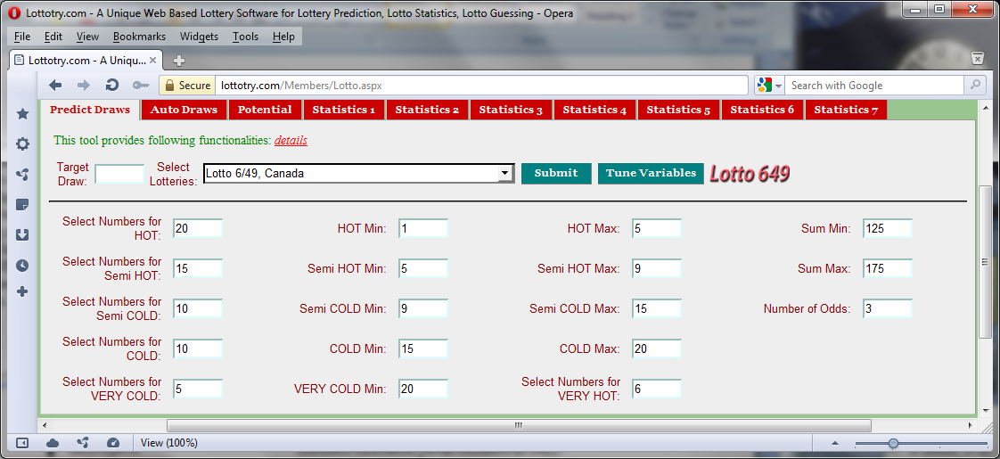 Lottotry.com - A Unique Web Based Lottery Software for Lottery Prediction, Lotto Statistics, Lotto Guessing - Opera
File Edit View Bookmarks Widgets Tools Help
Lottotry.com - A Uniqu...
Secure lottotry.com/Members/Lotto.aspx Search with Google
Predict Draws Auto Draws Potential Statistics 1 Statistics 2 Statistics 3 Statistics 4 Statistics 5 Statistics 6 Statistics 7
This tool provides following functionalities: details
Target Draw: Select Lotteries: Lotto 6/49, Canada Submit Tune Variables Lotto 649
Select Numbers for HOT: 20 HOT Min: 1 HOT Max: 5 Sum Min: 125
Select Numbers for Semi HOT: 15 Semi HOT Min: 5 Semi HOT Max: 9 Sum Max: 175
Select Numbers for Semi COLD: 10 Semi COLD Min: 9 Semi COLD Max: 15 Number of Odds: 3
Select Numbers for COLD: 10 COLD Min: 15 COLD Max: 20
Select Numbers for VERY COLD: 5 VERY COLD Min: 20 Select Numbers for VERY HOT: 6
View (100%)